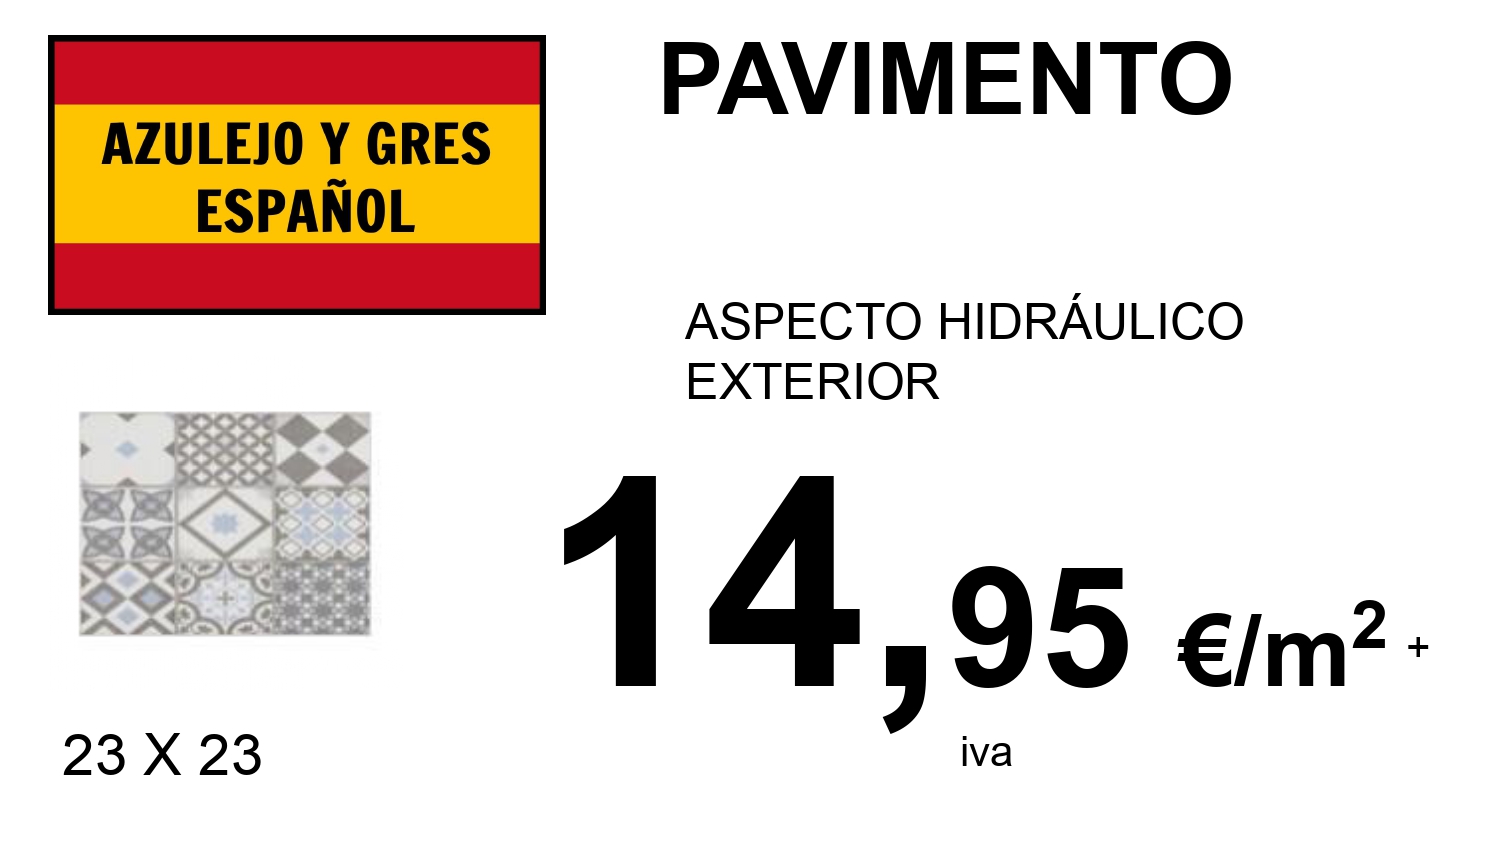 AZULEJO Y GRES
ESPAÑOL
PAVIMENTO
ASPECTO HIDRÁULICO
EXTERIOR
14,95 €/m² +
iva
23 X 23